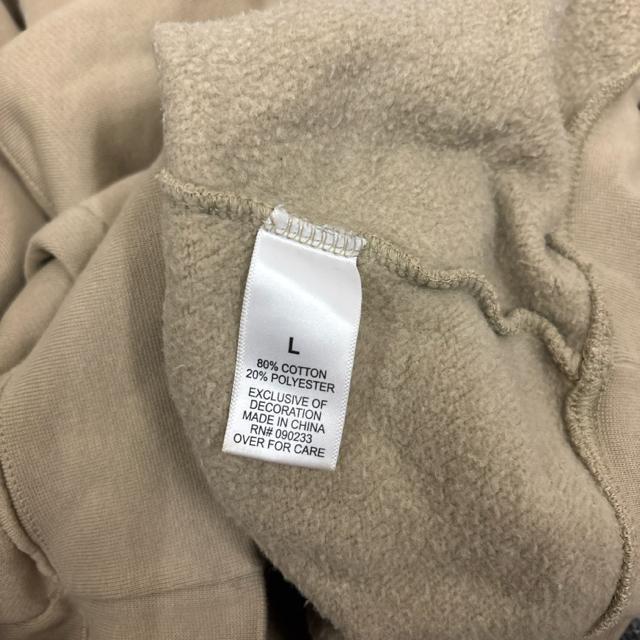 L
80% COTTON
20% POLYESTER
EXCLUSIVE OF
DECORATION
MADE IN CHINA
RN# 090233
OVER FOR CARE